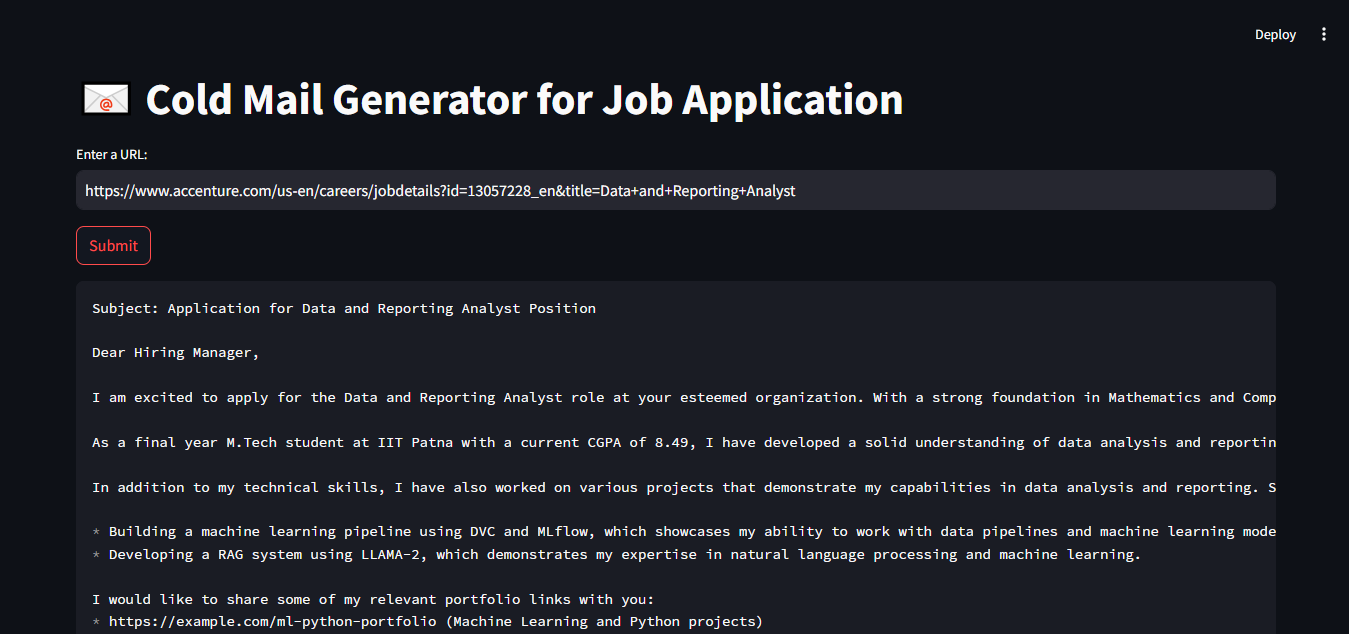 Deploy
Cold Mail Generator for Job Application
Enter a URL:
https://www.accenture.com/us-en/careers/jobdetails?id=13057228_en&title=Data+and+Reporting+Analyst
Submit
Subject: Application for Data and Reporting Analyst Position
Dear Hiring Manager,
I am excited to apply for the Data and Reporting Analyst role at your esteemed organization. With a strong foundation in Mathematics and Comp
As a final year M.Tech student at IIT Patna with a current CGPA of 8.49, I have developed a solid understanding of data analysis and reportin
In addition to my technical skills, I have also worked on various projects that demonstrate my capabilities in data analysis and reporting. S
* Building a machine learning pipeline using DVC and MLflow, which showcases my ability to work with data pipelines and machine learning mode
* Developing a RAG system using LLAMA-2, which demonstrates my expertise in natural language processing and machine learning.
I would like to share some of my relevant portfolio links with you:
* https://example.com/ml-python-portfolio (Machine Learning and Python projects)